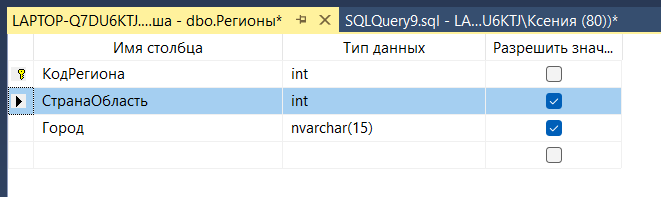 LAPTOP-Q7DU6KTJ....ша - dbo.Регионы* SQLQuery9.sql - LA...U6KTJ\Ксения (80))*
Имя столбца Тип данных Разрешить знач...
КодРегиона int
СтранаОбласть int
Город nvarchar(15)